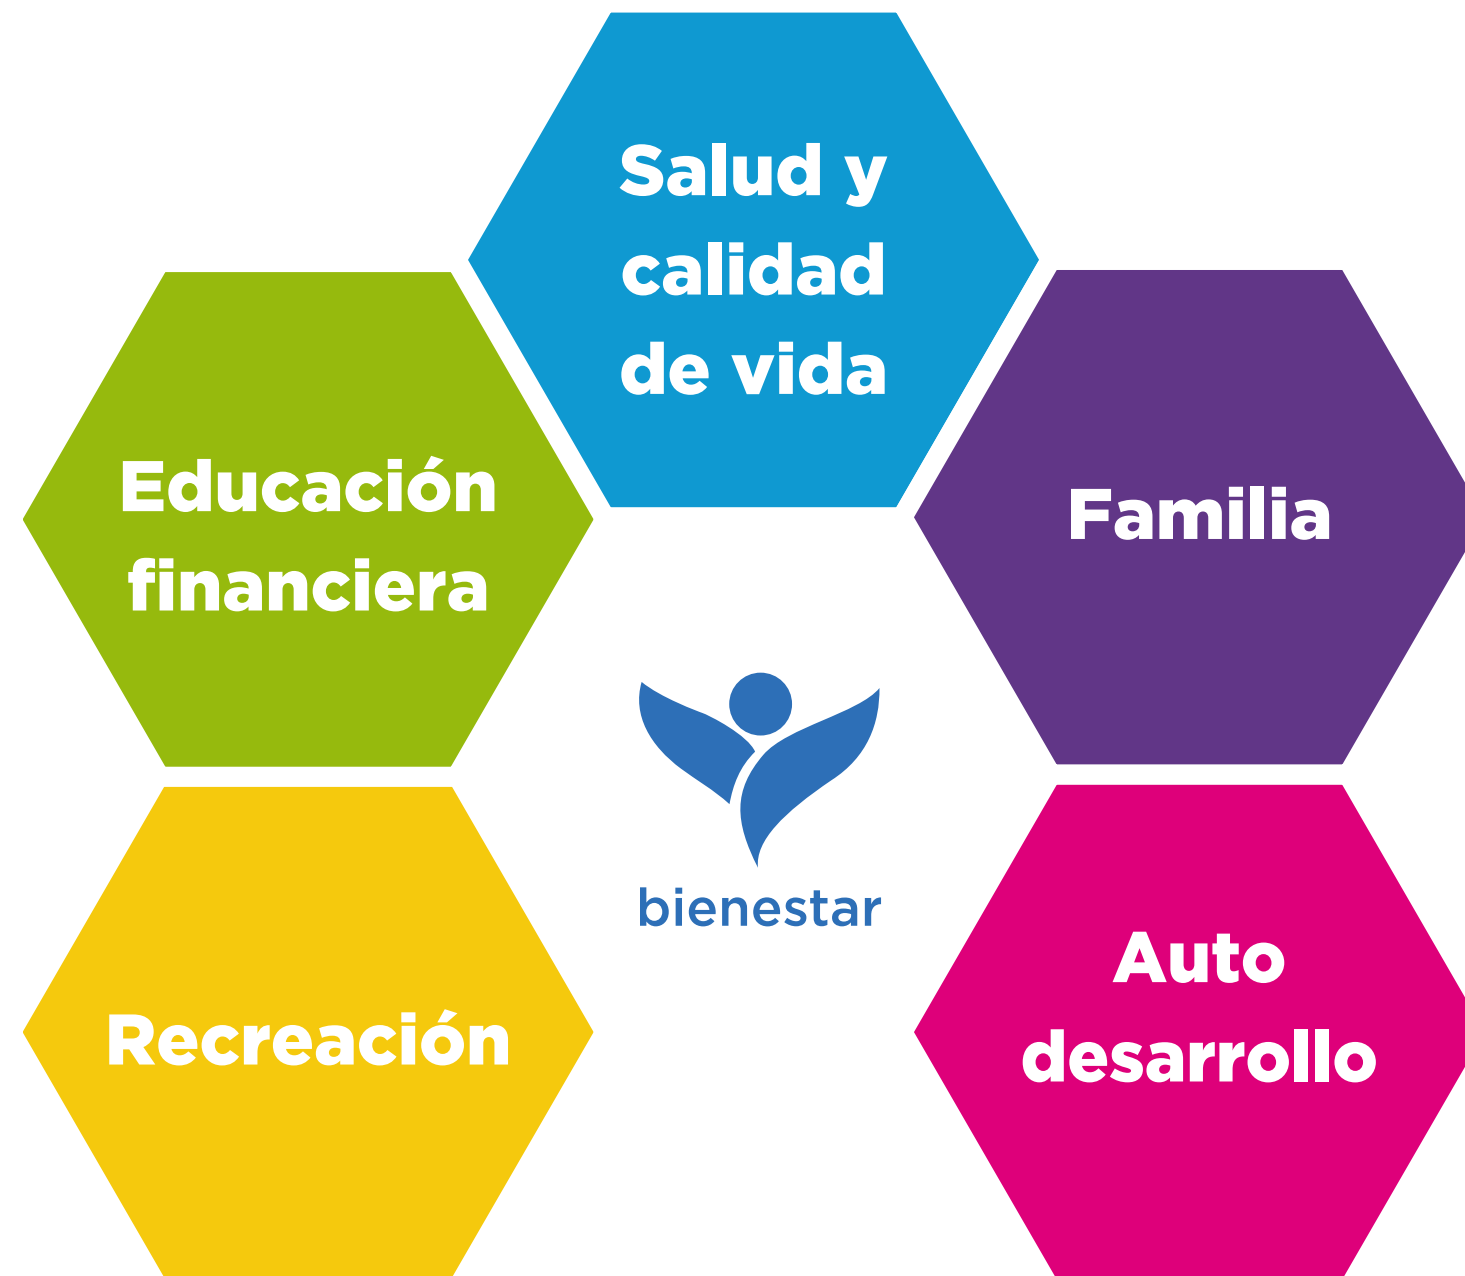 Salud y
calidad
de vida
Educación
financiera
Familia
bienestar
Recreación
Auto
desarrollo